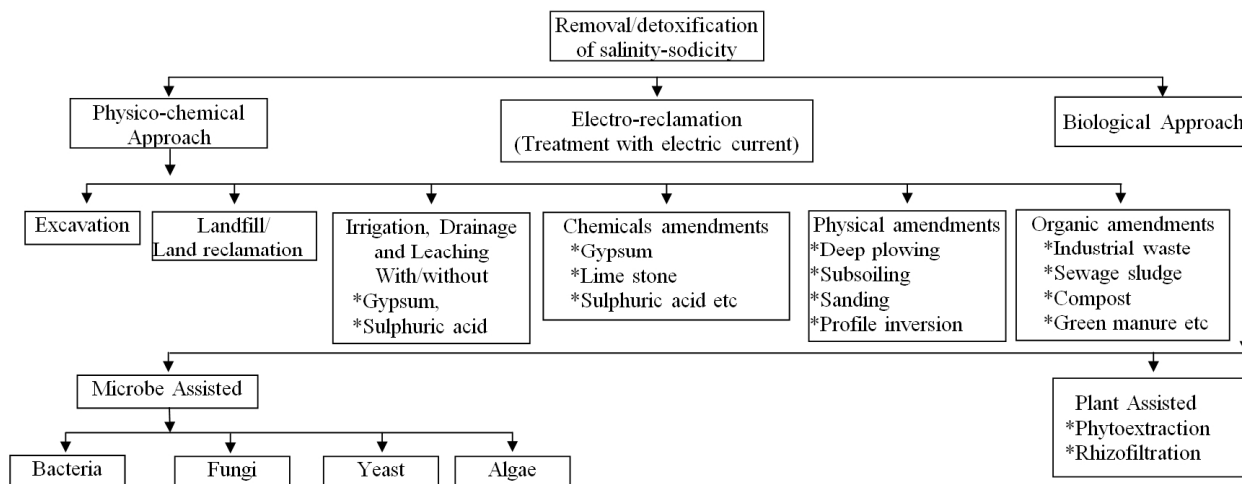 Removal/detoxification
of salinity-sodicity
Physico-chemical
Approach
Electro-reclamation
(Treatment with electric current)
Biological Approach
Excavation
Landfill/
Land reclamation
Irrigation, Drainage
and Leaching
With/without
*Gypsum,
*Sulphuric acid
Chemicals amendments
*Gypsum
*Lime stone
*Sulphuric acid etc
Physical amendments
*Deep plowing
*Subsoiling
*Sanding
*Profile inversion
Organic amendments
*Industrial waste
*Sewage sludge
*Compost
*Green manure etc
Microbe Assisted
Plant Assisted
*Phytoextraction
*Rhizofiltration
Bacteria
Fungi
Yeast
Algae